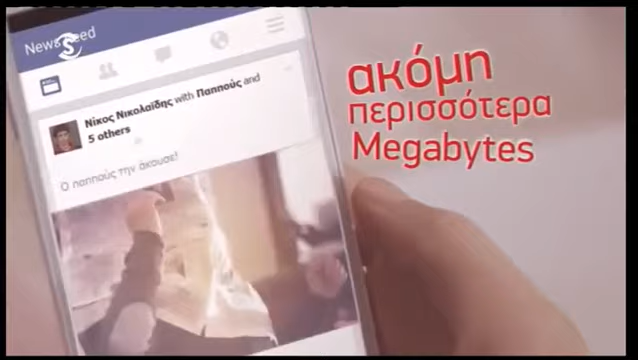 News Feed
Νίκος Νικολαΐδης with Παππούς and
5 others
Ο παππούς την άκουσε!
ακόμη
περισσότερα
Megabytes